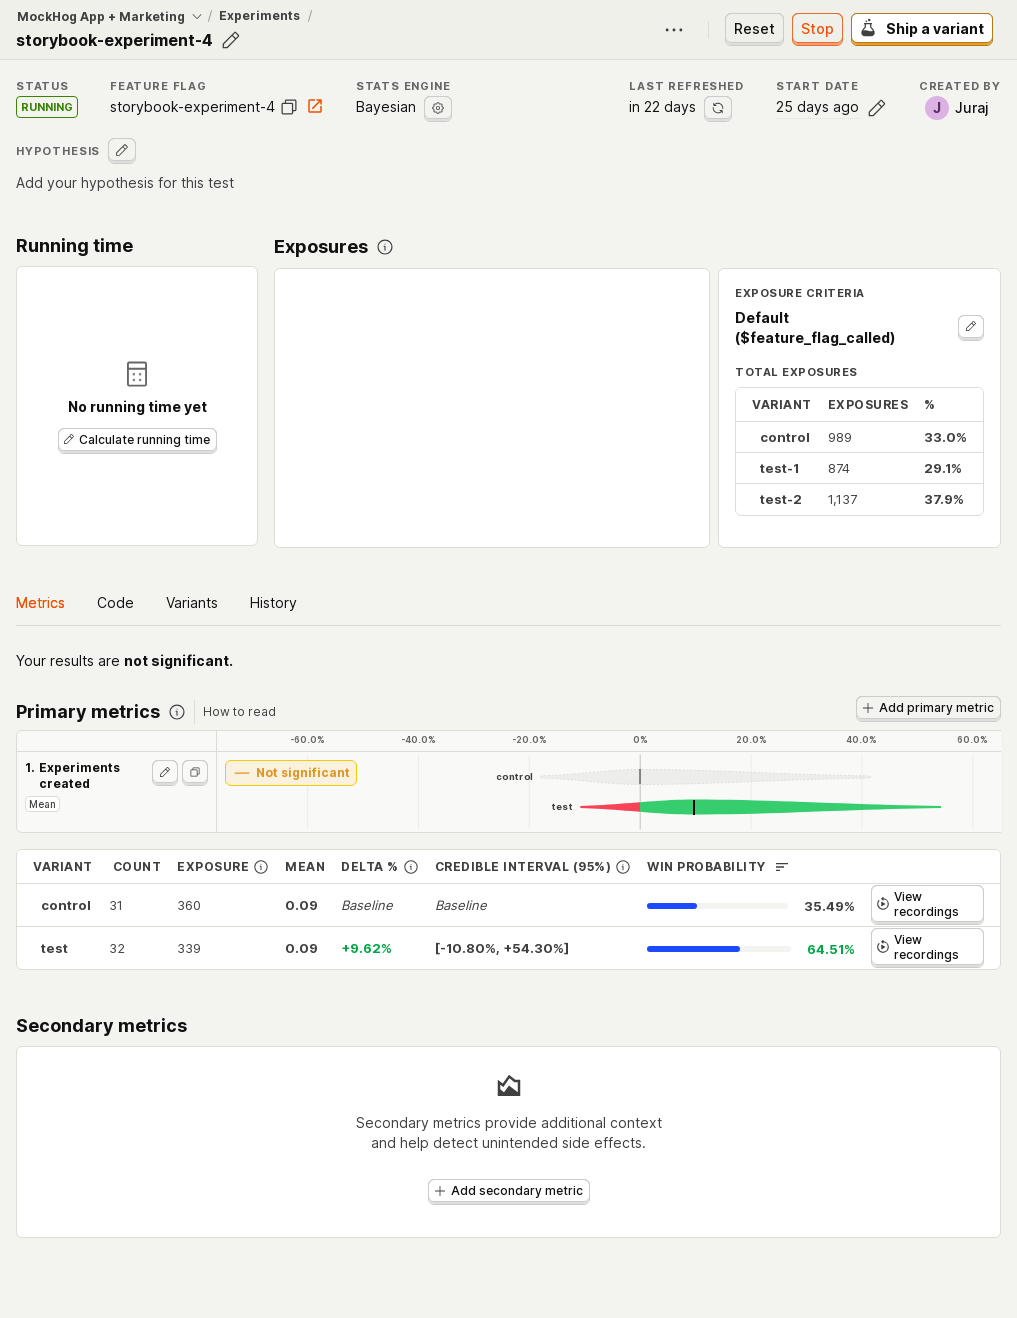 MockHog App + Marketing / Experiments /
storybook-experiment-4
Reset
Stop
Ship a variant
STATUS
RUNNING
FEATURE FLAG
storybook-experiment-4
STATS ENGINE
Bayesian
LAST REFRESHED
in 22 days
START DATE
25 days ago
CREATED BY
J Juraj
HYPOTHESIS
Add your hypothesis for this test
Running time
No running time yet
Calculate running time
Exposures
EXPOSURE CRITERIA
Default
($feature_flag_called)
TOTAL EXPOSURES
VARIANT EXPOSURES %
control 989 33.0%
test-1 874 29.1%
test-2 1,137 37.9%
Metrics Code Variants History
Your results are not significant.
Primary metrics How to read
Add primary metric
-60.0% -40.0% -20.0% 0% 20.0% 40.0% 60.0%
1. Experiments
created
Mean
— Not significant
control
test
VARIANT COUNT EXPOSURE MEAN DELTA % CREDIBLE INTERVAL (95%) WIN PROBABILITY
control 31 360 0.09 Baseline Baseline 35.49% View
recordings
test 32 339 0.09 +9.62% [-10.80%, +54.30%] 64.51% View
recordings
Secondary metrics
Secondary metrics provide additional context
and help detect unintended side effects.
Add secondary metric